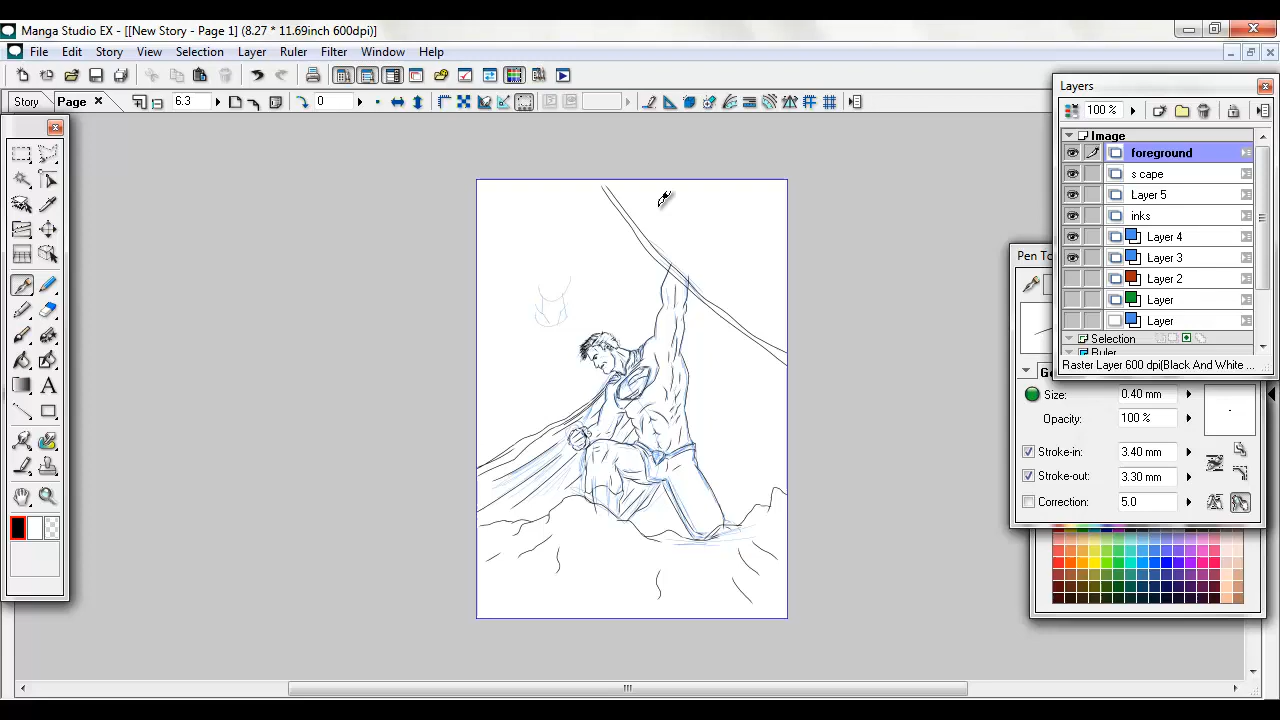 Manga Studio EX - [[New Story - Page 1] (8.27 * 11.69inch 600dpi)]
File Edit Story View Selection Layer Ruler Filter Window Help
Story Page 6.3 0
Layers
100 %
Image
foreground
s cape
Layer 5
inks
Layer 4
Layer 3
Layer 2
Layer
Layer
Selection
Ruler
Raster Layer 600 dpi(Black And White ...
Pen To
Size: 0.40 mm
Opacity: 100 %
Stroke-in: 3.40 mm
Stroke-out: 3.30 mm
Correction: 5.0